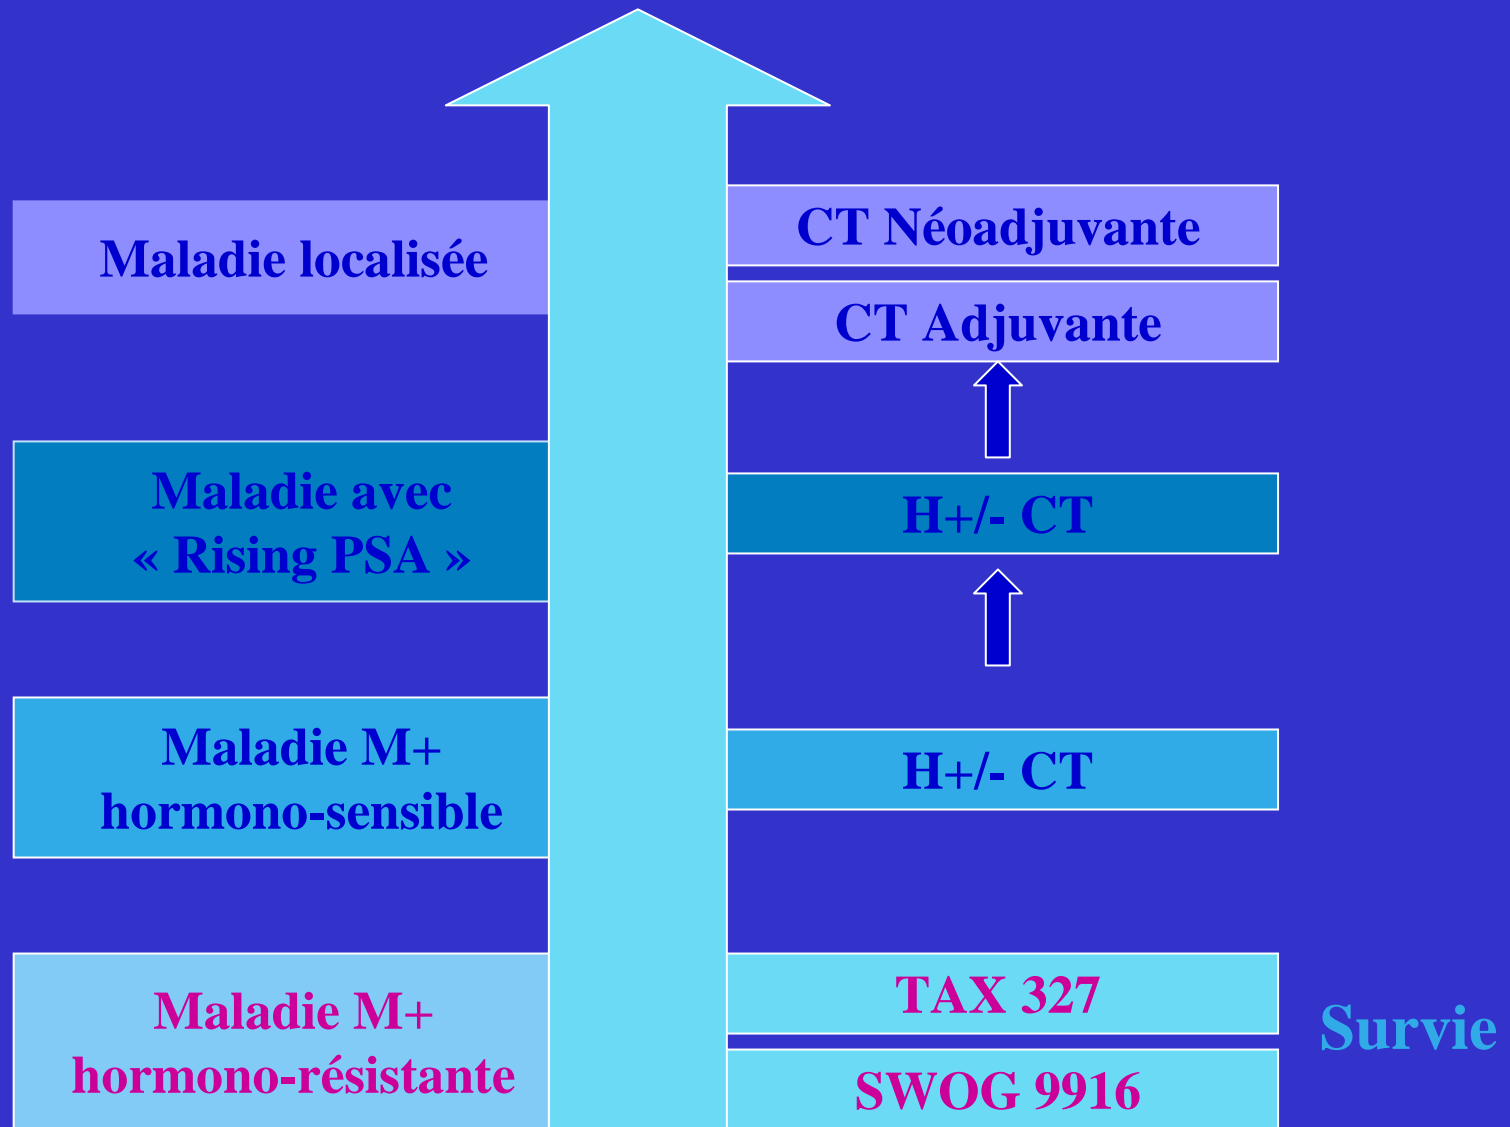 Maladie localisée
CT Néoadjuvante
CT Adjuvante
Maladie avec
« Rising PSA »
H+/- CT
Maladie M+
hormono-sensible
H+/- CT
Maladie M+
hormono-résistante
TAX 327
SWOG 9916
Survie